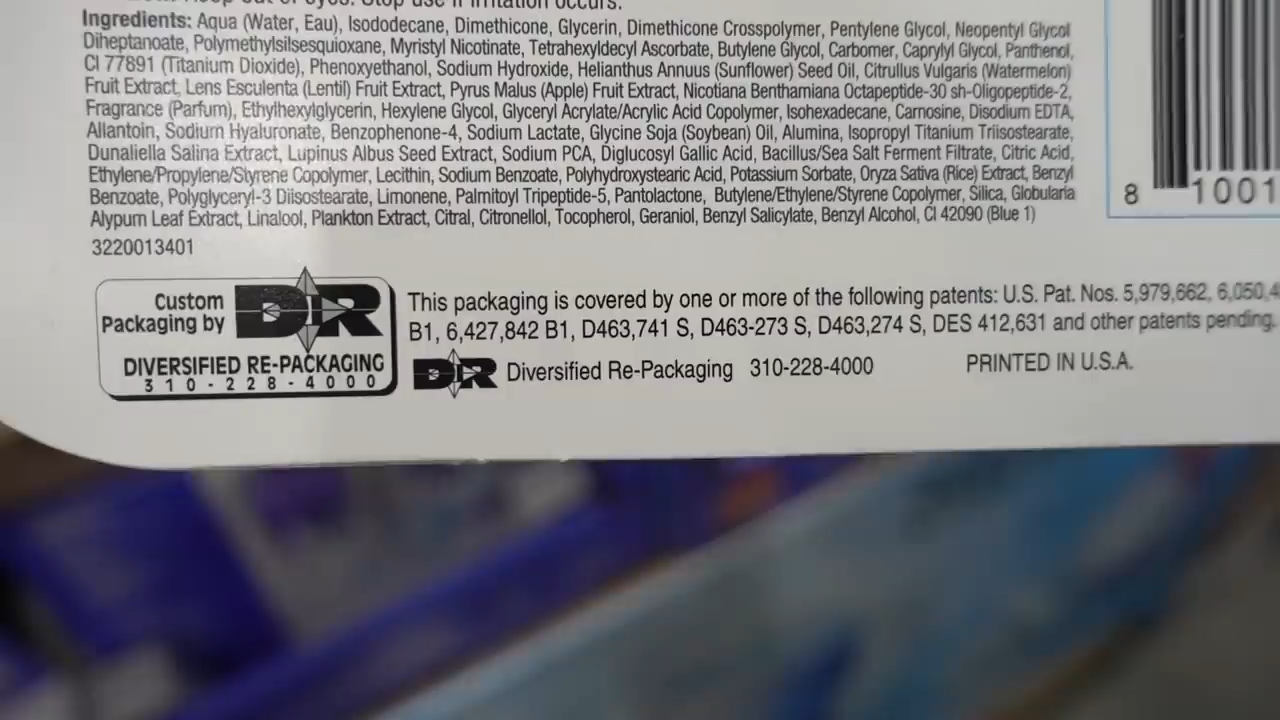 Stop use if irritation occurs.
Ingredients: Aqua (Water, Eau), Isododecane, Dimethicone, Glycerin, Dimethicone Crosspolymer, Pentylene Glycol, Neopentyl Glycol
Diheptanoate, Polymethylsilsesquioxane, Myristyl Nicotinate, Tetrahexyldecyl Ascorbate, Butylene Glycol, Carbomer, Caprylyl Glycol, Panthenol,
CI 77891 (Titanium Dioxide), Phenoxyethanol, Sodium Hydroxide, Helianthus Annuus (Sunflower) Seed Oil, Citrullus Vulgaris (Watermelon)
Fruit Extract, Lens Esculenta (Lentil) Fruit Extract, Pyrus Malus (Apple) Fruit Extract, Nicotiana Benthamiana Octapeptide-30 sh-Oligopeptide-2,
Fragrance (Parfum), Ethylhexylglycerin, Hexylene Glycol, Glyceryl Acrylate/Acrylic Acid Copolymer, Isohexadecane, Carnosine, Disodium EDTA,
Allantoin, Sodium Hyaluronate, Benzophenone-4, Sodium Lactate, Glycine Soja (Soybean) Oil, Alumina, Isopropyl Titanium Triisostearate,
Dunaliella Salina Extract, Lupinus Albus Seed Extract, Sodium PCA, Diglucosyl Gallic Acid, Bacillus/Sea Salt Ferment Filtrate, Citric Acid,
Ethylene/Propylene/Styrene Copolymer, Lecithin, Sodium Benzoate, Polyhydroxystearic Acid, Potassium Sorbate, Oryza Sativa (Rice) Extract, Benzyl
Benzoate, Polyglyceryl-3 Diisostearate, Limonene, Palmitoyl Tripeptide-5, Pantolactone, Butylene/Ethylene/Styrene Copolymer, Silica, Globularia
Alypum Leaf Extract, Linalool, Plankton Extract, Citral, Citronellol, Tocopherol, Geraniol, Benzyl Salicylate, Benzyl Alcohol, CI 42090 (Blue 1)
3220013401
8 1001
Custom
Packaging by
DR
DIVERSIFIED RE-PACKAGING
310-228-4000
This packaging is covered by one or more of the following patents: U.S. Pat. Nos. 5,979,662, 6,050,4
B1, 6,427,842 B1, D463,741 S, D463-273 S, D463,274 S, DES 412,631 and other patents pending.
DR Diversified Re-Packaging 310-228-4000 PRINTED IN U.S.A.